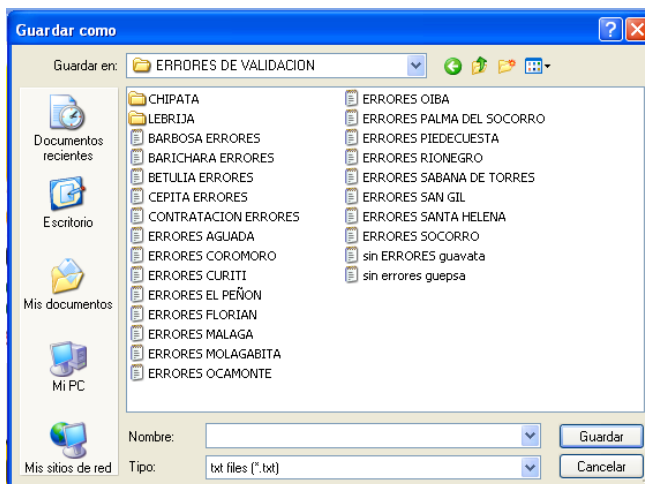 Guardar como
Guardar en:
ERRORES DE VALIDACION
Documentos
recientes
Escritorio
Mis documentos
Mi PC
Mis sitios de red
CHIPATA
LEBRIJA
BARBOSA ERRORES
BARICHARA ERRORES
BETULIA ERRORES
CEPITA ERRORES
CONTRATACION ERRORES
ERRORES AGUADA
ERRORES COROMORO
ERRORES CURITI
ERRORES EL PEÑON
ERRORES FLORIAN
ERRORES MALAGA
ERRORES MOLAGABITA
ERRORES OCAMONTE
ERRORES OIBA
ERRORES PALMA DEL SOCORRO
ERRORES PIEDECUESTA
ERRORES RIONEGRO
ERRORES SABANA DE TORRES
ERRORES SAN GIL
ERRORES SANTA HELENA
ERRORES SOCORRO
sin ERRORES guavata
sin errores guepsa
Nombre:
Guardar
Tipo:
txt files (*.txt)
Cancelar